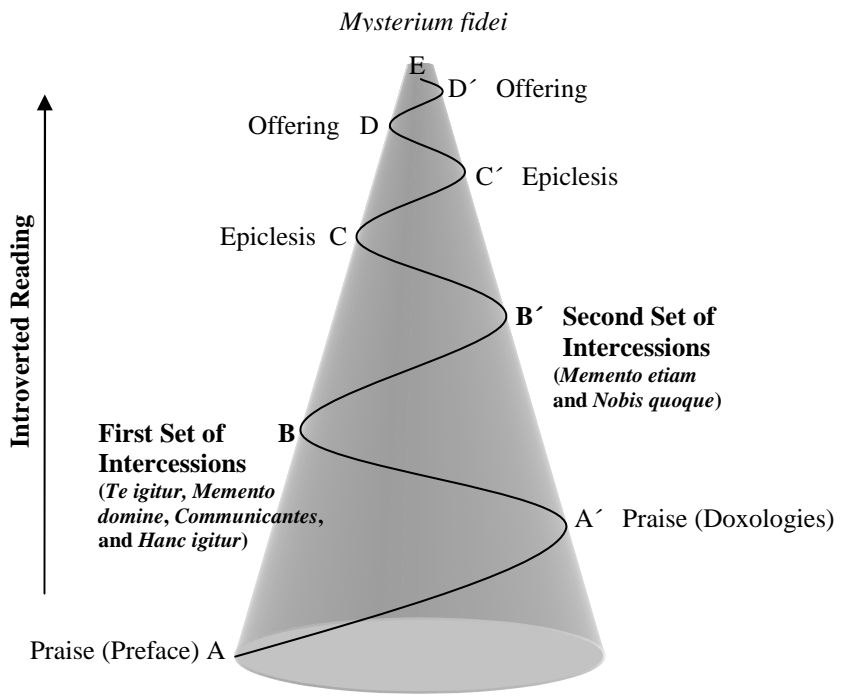 Mysterium fidei
E
D´ Offering
Offering D
C´ Epiclesis
Epiclesis C
B´ Second Set of
Intercessions
(Memento etiam
and Nobis quoque)
First Set of B
Intercessions
(Te igitur, Memento
domine, Communicantes,
and Hanc igitur)
A´ Praise (Doxologies)
Praise (Preface) A
Introverted Reading